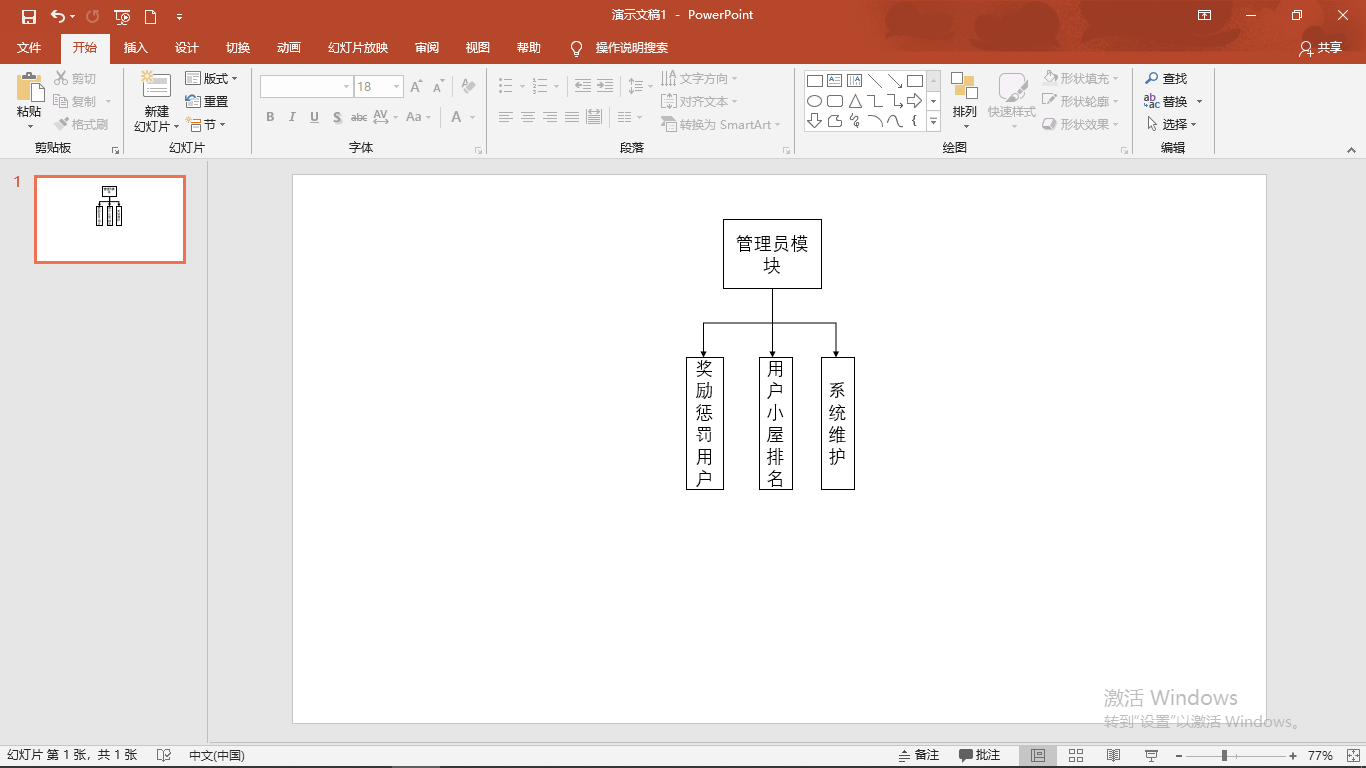 演示文稿1 - PowerPoint
文件 开始 插入 设计 切换 动画 幻灯片放映 审阅 视图 帮助 操作说明搜索 共享
粘贴
剪切
复制
格式刷
剪贴板
新建
幻灯片
版式
重置
节
幻灯片
18
B I U S abc AV Aa A
字体
文字方向
对齐文本
转换为 SmartArt
段落
排列
快速样式
形状填充
形状轮廓
形状效果
绘图
查找
替换
选择
编辑
1
管理员模
块
奖励惩罚用户
用户小屋排名
系统维护
激活 Windows
转到“设置”以激活 Windows。
幻灯片 第 1 张，共 1 张 中文(中国) 备注 批注 77%